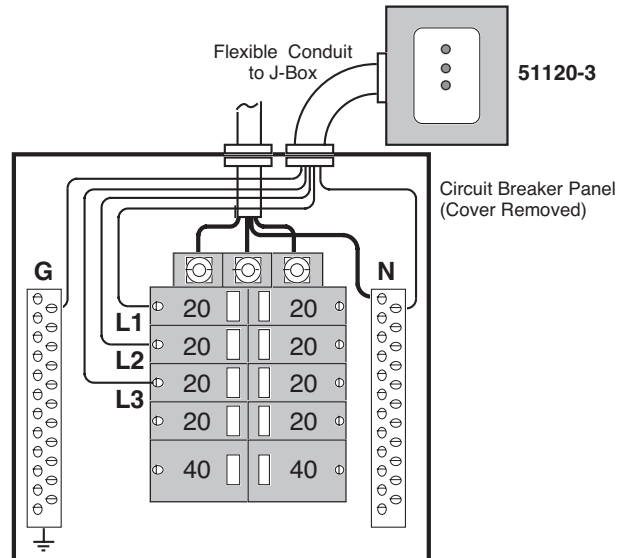 Flexible Conduit
to J-Box
51120-3
Circuit Breaker Panel
(Cover Removed)
G
N
L1
L2
L3
20 20
20 20
20 20
20 20
40 40